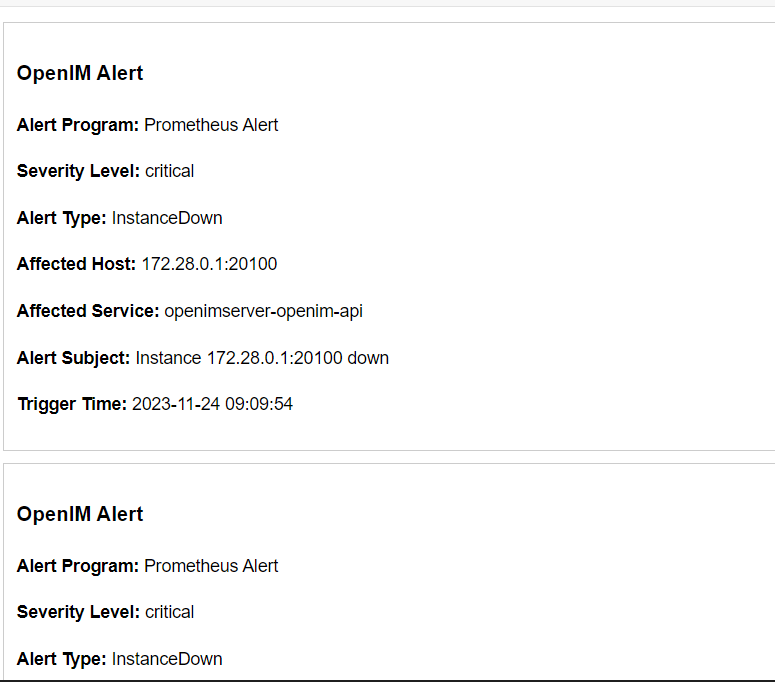 OpenIM Alert
Alert Program: Prometheus Alert
Severity Level: critical
Alert Type: InstanceDown
Affected Host: 172.28.0.1:20100
Affected Service: openimserver-openim-api
Alert Subject: Instance 172.28.0.1:20100 down
Trigger Time: 2023-11-24 09:09:54
OpenIM Alert
Alert Program: Prometheus Alert
Severity Level: critical
Alert Type: InstanceDown